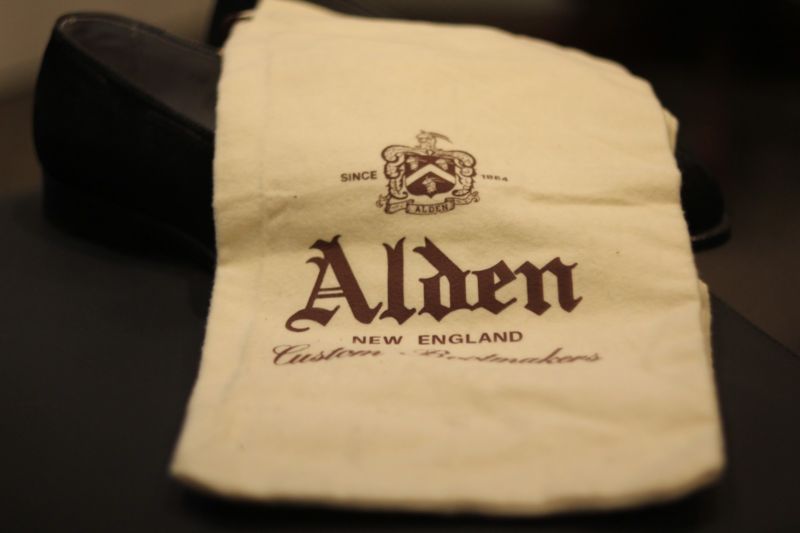 SINCE 1884
ALDEN
Alden
NEW ENGLAND
Custom Bootmakers